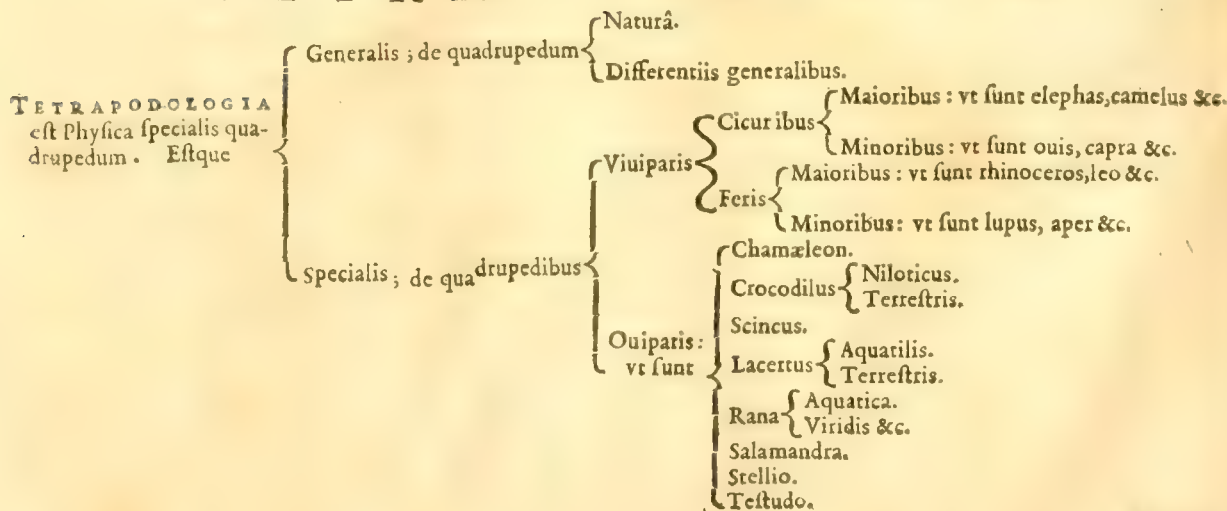 Naturâ.
Generalis ; de quadrupedum
Differentiis generalibus.
TETRAPODOLOGIA
est Physica specialis qua-
drupedum . Estque
Maioribus : vt sunt elephas, camelus &c.
Cicuribus
Minoribus : vt sunt ouis, capra &c.
Viuiparis
Maioribus : vt sunt rhinoceros, leo &c.
Feris
Minoribus: vt sunt lupus, aper &c.
Specialis ; de quadrupedibus
Chamæleon.
Niloticus.
Crocodilus
Terrestris.
Scincus.
Ouiparis :
vt sunt
Aquatilis.
Lacertus
Terrestris.
Aquatica.
Rana
Viridis &c.
Salamandra.
Stellio.
Testudo.